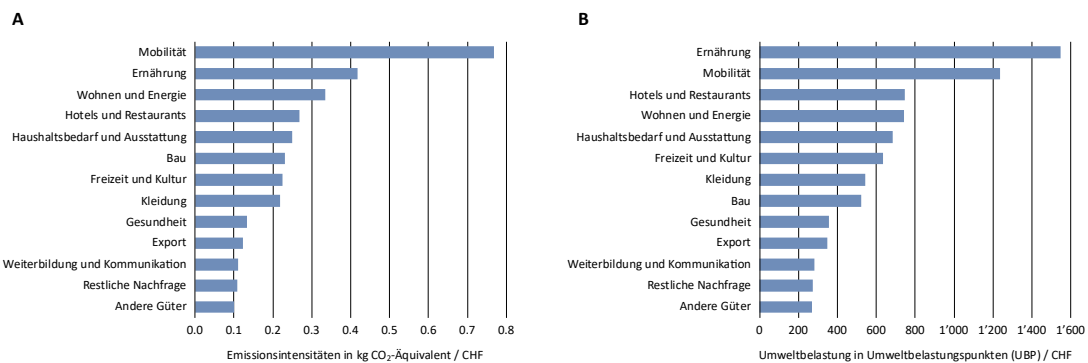 A
Mobilität
Ernährung
Wohnen und Energie
Hotels und Restaurants
Haushaltsbedarf und Ausstattung
Bau
Freizeit und Kultur
Kleidung
Gesundheit
Export
Weiterbildung und Kommunikation
Restliche Nachfrage
Andere Güter
0.0 0.1 0.2 0.3 0.4 0.5 0.6 0.7 0.8
Emissionsintensitäten in kg CO₂-Äquivalent / CHF
B
Ernährung
Mobilität
Hotels und Restaurants
Wohnen und Energie
Haushaltsbedarf und Ausstattung
Freizeit und Kultur
Kleidung
Bau
Gesundheit
Export
Weiterbildung und Kommunikation
Restliche Nachfrage
Andere Güter
0 200 400 600 800 1’000 1’200 1’400 1’600
Umweltbelastung in Umweltbelastungspunkten (UBP) / CHF